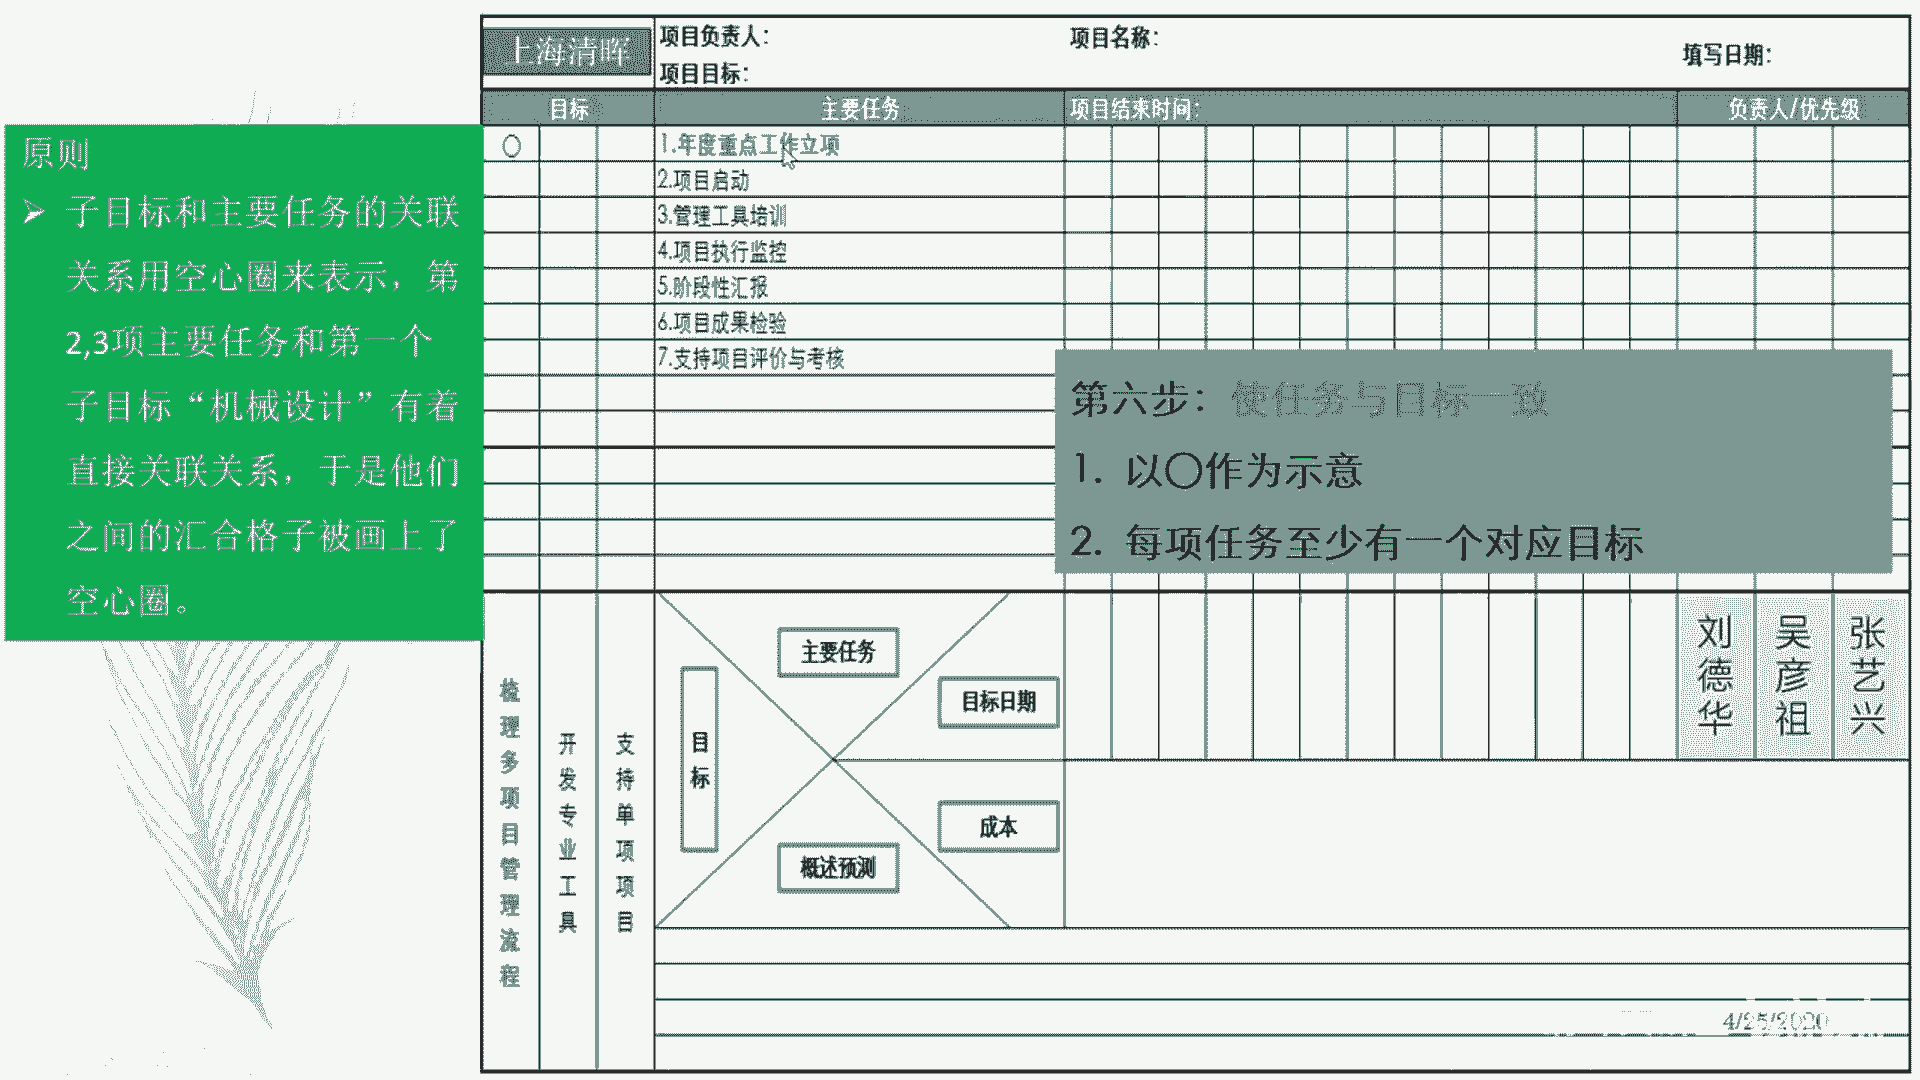 上海清晖
项目负责人：
项目名称：
填写日期：
项目目标：
目标
主要任务
项目结束时间：
负责人/优先级
原则
子目标和主要任务的关联
关系用空心圈来表示，第
2,3项主要任务和第一个
子目标“机械设计”有着
直接关联关系，于是他们
之间的汇合格子被画上了
空心圈。
○
1.年度重点工作立项
2.项目启动
3.管理工具培训
4.项目执行监控
5.阶段性汇报
6.项目成果检验
7.支持项目评价与考核
第六步：使任务与目标一致
1. 以○作为示意
2. 每项任务至少有一个对应目标
梳理多项目管理流程
开发专业工具
支持单项项目
主要任务
目标
目标日期
成本
概述预测
刘德华
吴彦祖
张艺兴
4/25/2020